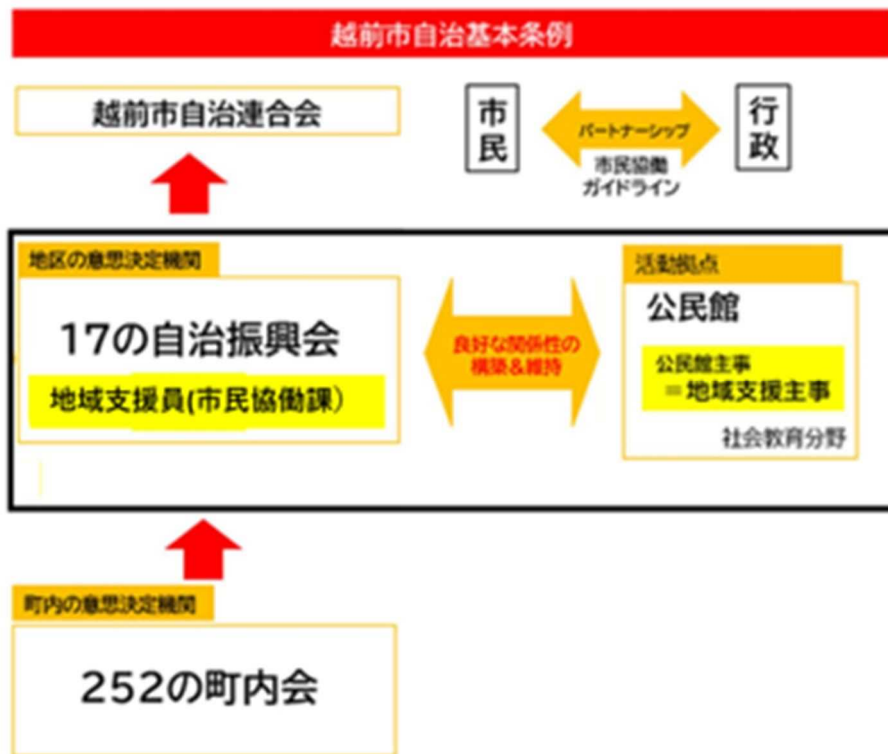 越前市自治基本条例
越前市自治連合会
市民
パートナーシップ
市民協働
ガイドライン
行政
地区の意思決定機関
17の自治振興会
地域支援員(市民協働課)
良好な関係性の
構築&維持
活動拠点
公民館
公民館主事
=地域支援主事
社会教育分野
町内の意思決定機関
252の町内会